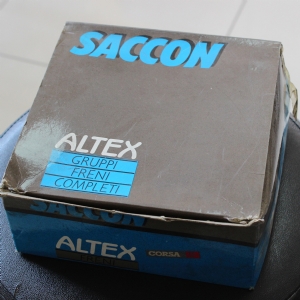 SACCON
ALTEX
GRUPPI
FRENI
COMPLETI
SACCON
ALTEX
CORSA